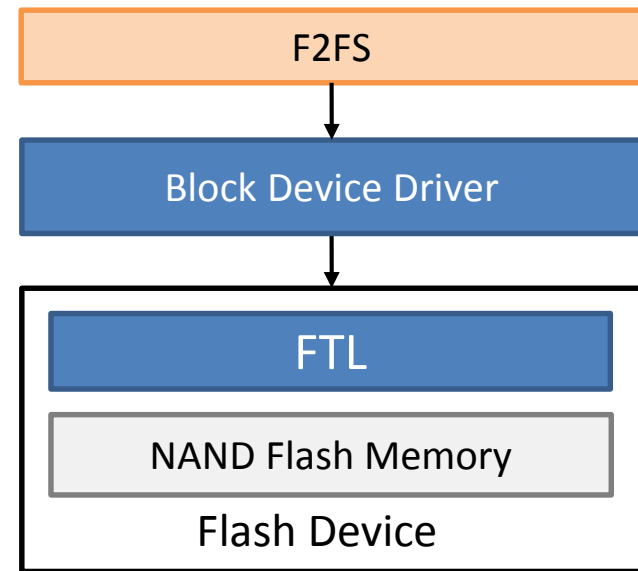 F2FS
Block Device Driver
FTL
NAND Flash Memory
Flash Device